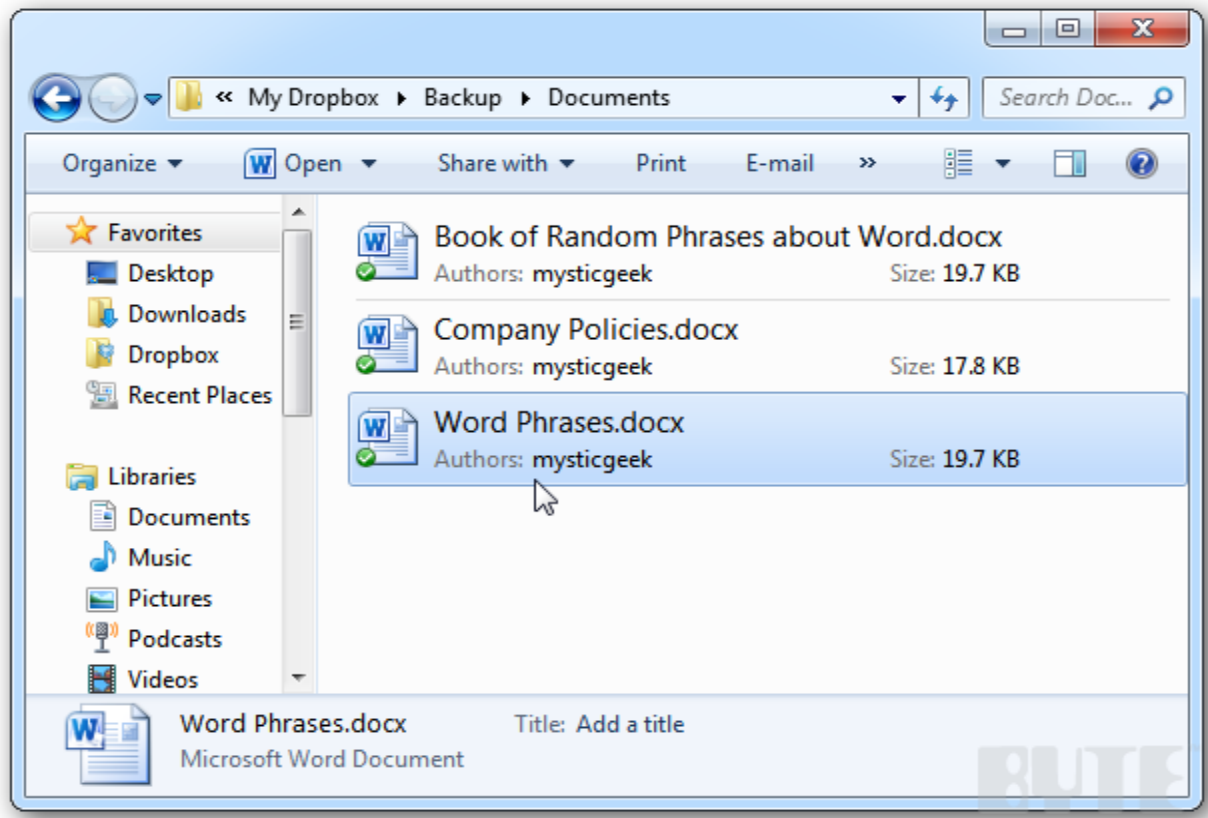 « My Dropbox Backup Documents
Search Doc...
Organize Open Share with Print E-mail »
Favorites
Desktop
Downloads
Dropbox
Recent Places
Libraries
Documents
Music
Pictures
Podcasts
Videos
Book of Random Phrases about Word.docx
Authors: mysticgeek Size: 19.7 KB
Company Policies.docx
Authors: mysticgeek Size: 17.8 KB
Word Phrases.docx
Authors: mysticgeek Size: 19.7 KB
Word Phrases.docx Title: Add a title
Microsoft Word Document
BYTE